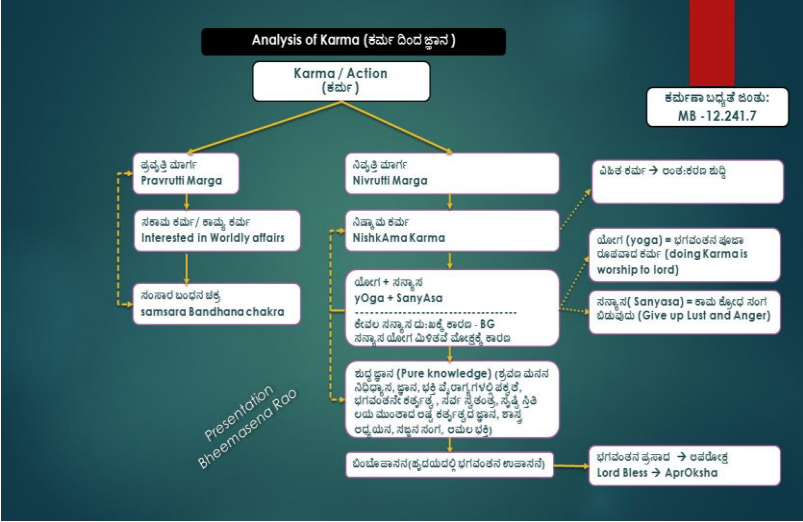 Analysis of Karma (ಕರ್ಮ ದಿಂದ ಜ್ಞಾನ )
Karma / Action
(ಕರ್ಮ )
ಕರ್ಮಣಾ ಬಧ್ಯತೆ ಜಂತು:
MB -12.241.7
ಪ್ರವೃತ್ತಿ ಮಾರ್ಗ
Pravrutti Marga
ನಿವೃತ್ತಿ ಮಾರ್ಗ
Nivrutti Marga
ವಿಹಿತ ಕರ್ಮ → ಅಂತ:ಕರಣ ಶುದ್ಧಿ
ಸಕಾಮ ಕರ್ಮ/ ಕಾಮ್ಯ ಕರ್ಮ
Interested in Worldly affairs
ನಿಷ್ಕಾಮ ಕರ್ಮ
NishkAma Karma
ಯೋಗ (yoga) = ಭಗವಂತನ ಪೂಜಾ
ರೂಪವಾದ ಕರ್ಮ (doing Karma is
worship to lord)
ಸಂಸಾರ ಬಂಧನ ಚಕ್ರ
samsara Bandhana chakra
ಯೋಗ + ಸನ್ಯಾಸ
yOga + SanyAsa
-----------------------------------
ಕೇವಲ ಸನ್ಯಾಸ ದು:ಖಕ್ಕೆ ಕಾರಣ - BG
ಸನ್ಯಾಸ ಯೋಗ ಮಿಳಿತವೆ ಮೋಕ್ಷಕ್ಕೆ ಕಾರಣ
ಸನ್ಯಾಸ( Sanyasa) = ಕಾಮ ಕ್ರೋಧ ಸಂಗ
ಬಿಡುವುದು (Give up Lust and Anger)
ಶುದ್ಧ ಜ್ಞಾನ (Pure knowledge) (ಶ್ರವಣ ಮನನ
ನಿಧಿಧ್ಯಾಸ, ಜ್ಞಾನ, ಭಕ್ತಿ ವೈರಾಗ್ಯಗಳಲ್ಲಿ ಪಕ್ವತೆ,
ಭಗವಂತನೇ ಕರ್ತೃತ್ವ , ಸರ್ವ ಸ್ವತಂತ್ರ, ಸೃಷ್ಟಿ ಸ್ತಿತಿ
ಲಯ ಮುಂತಾದ ಅಷ್ಟ ಕರ್ತೃತ್ವದ ಜ್ಞಾನ, ಶಾಸ್ತ್ರ
ಅಧ್ಯಯನ, ಸಜ್ಜನ ಸಂಗ, ಅಮಲ ಭಕ್ತಿ)
Presentation
Bheemasena Rao
ಬಿಂಬೊಪಾಸನ(ಹೃದಯದಲ್ಲಿ ಭಗವಂತನ ಉಪಾಸನೆ)
ಭಗವಂತನ ಪ್ರಸಾದ → ಅಪರೋಕ್ಷ
Lord Bless → AprOksha